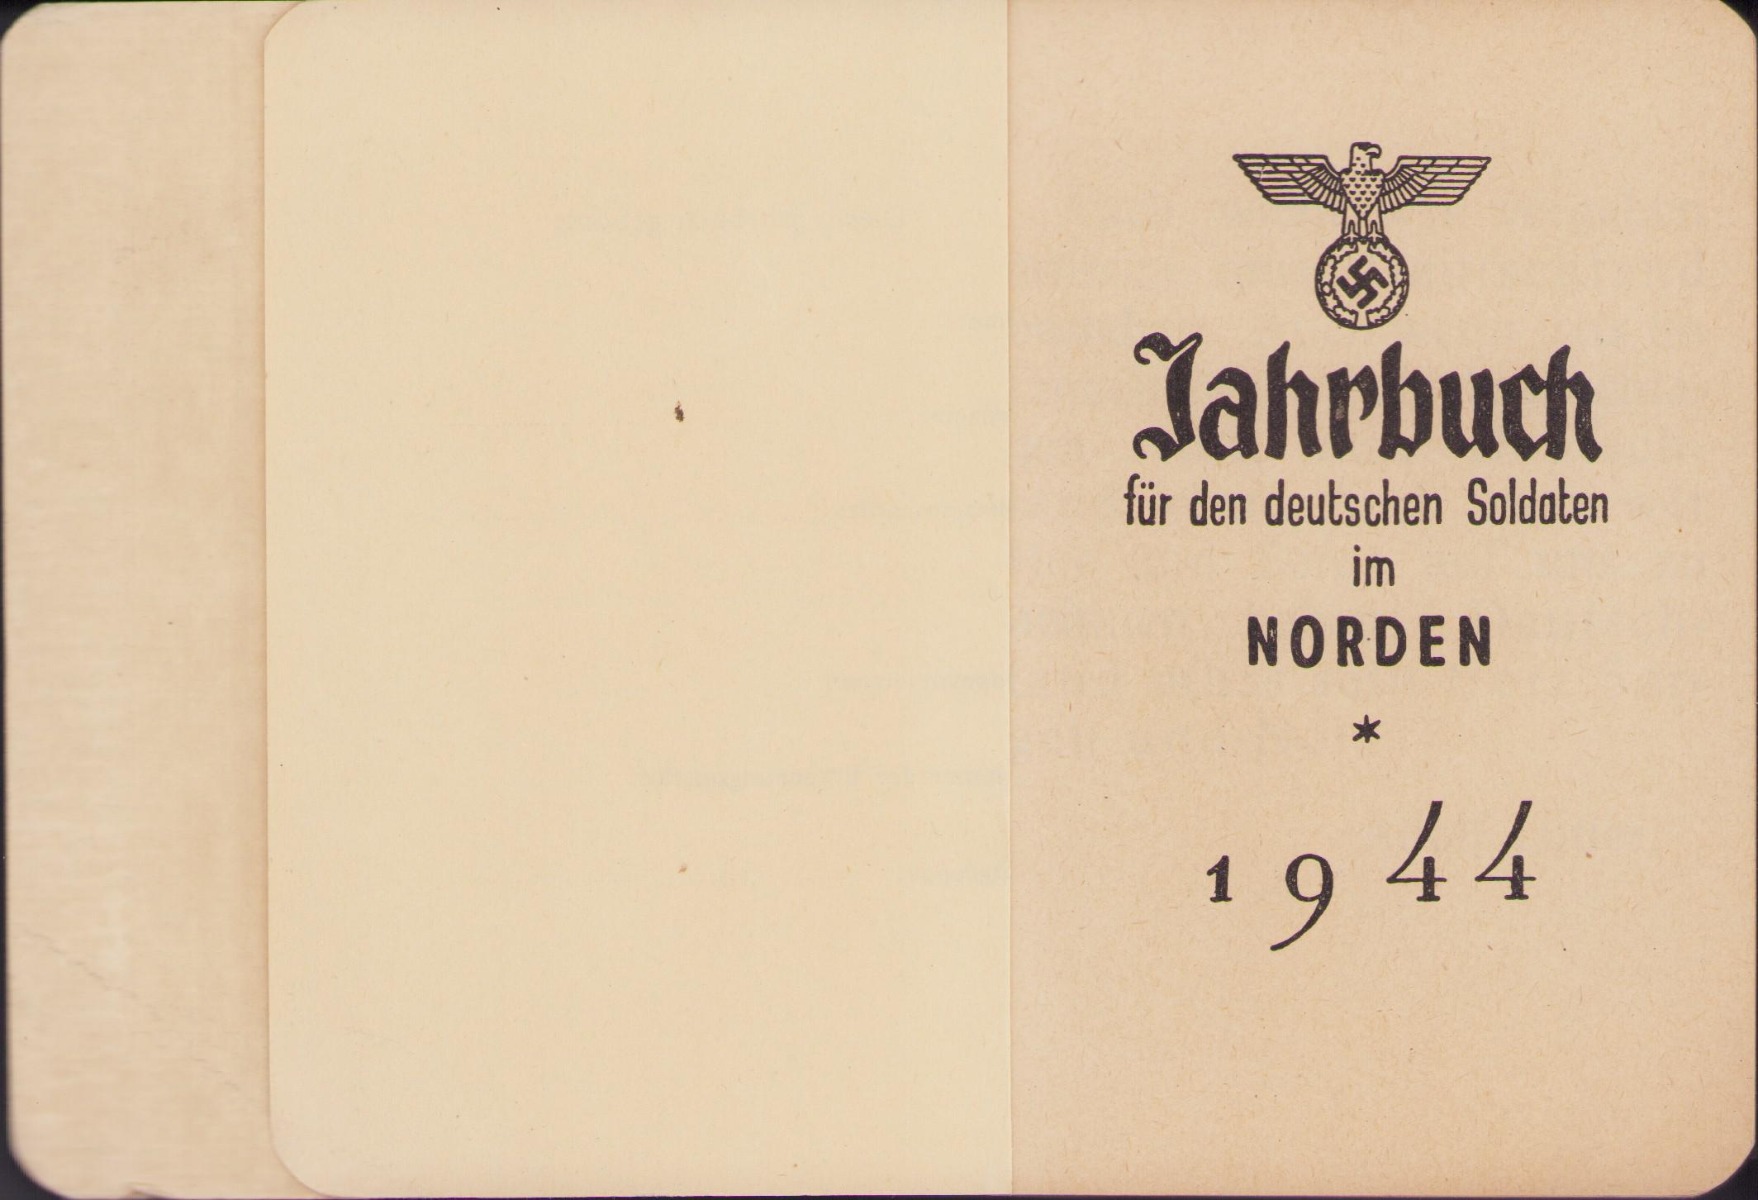 Jahrbuch
für den deutschen Soldaten
im
NORDEN
*
1944